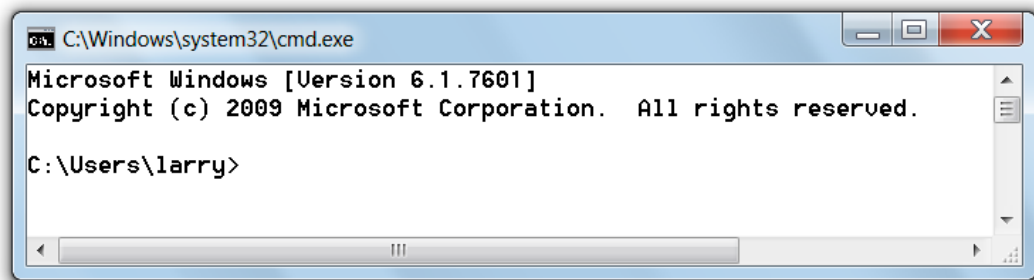 C:\Windows\system32\cmd.exe
Microsoft Windows [Version 6.1.7601]
Copyright (c) 2009 Microsoft Corporation.  All rights reserved.
C:\Users\larry>